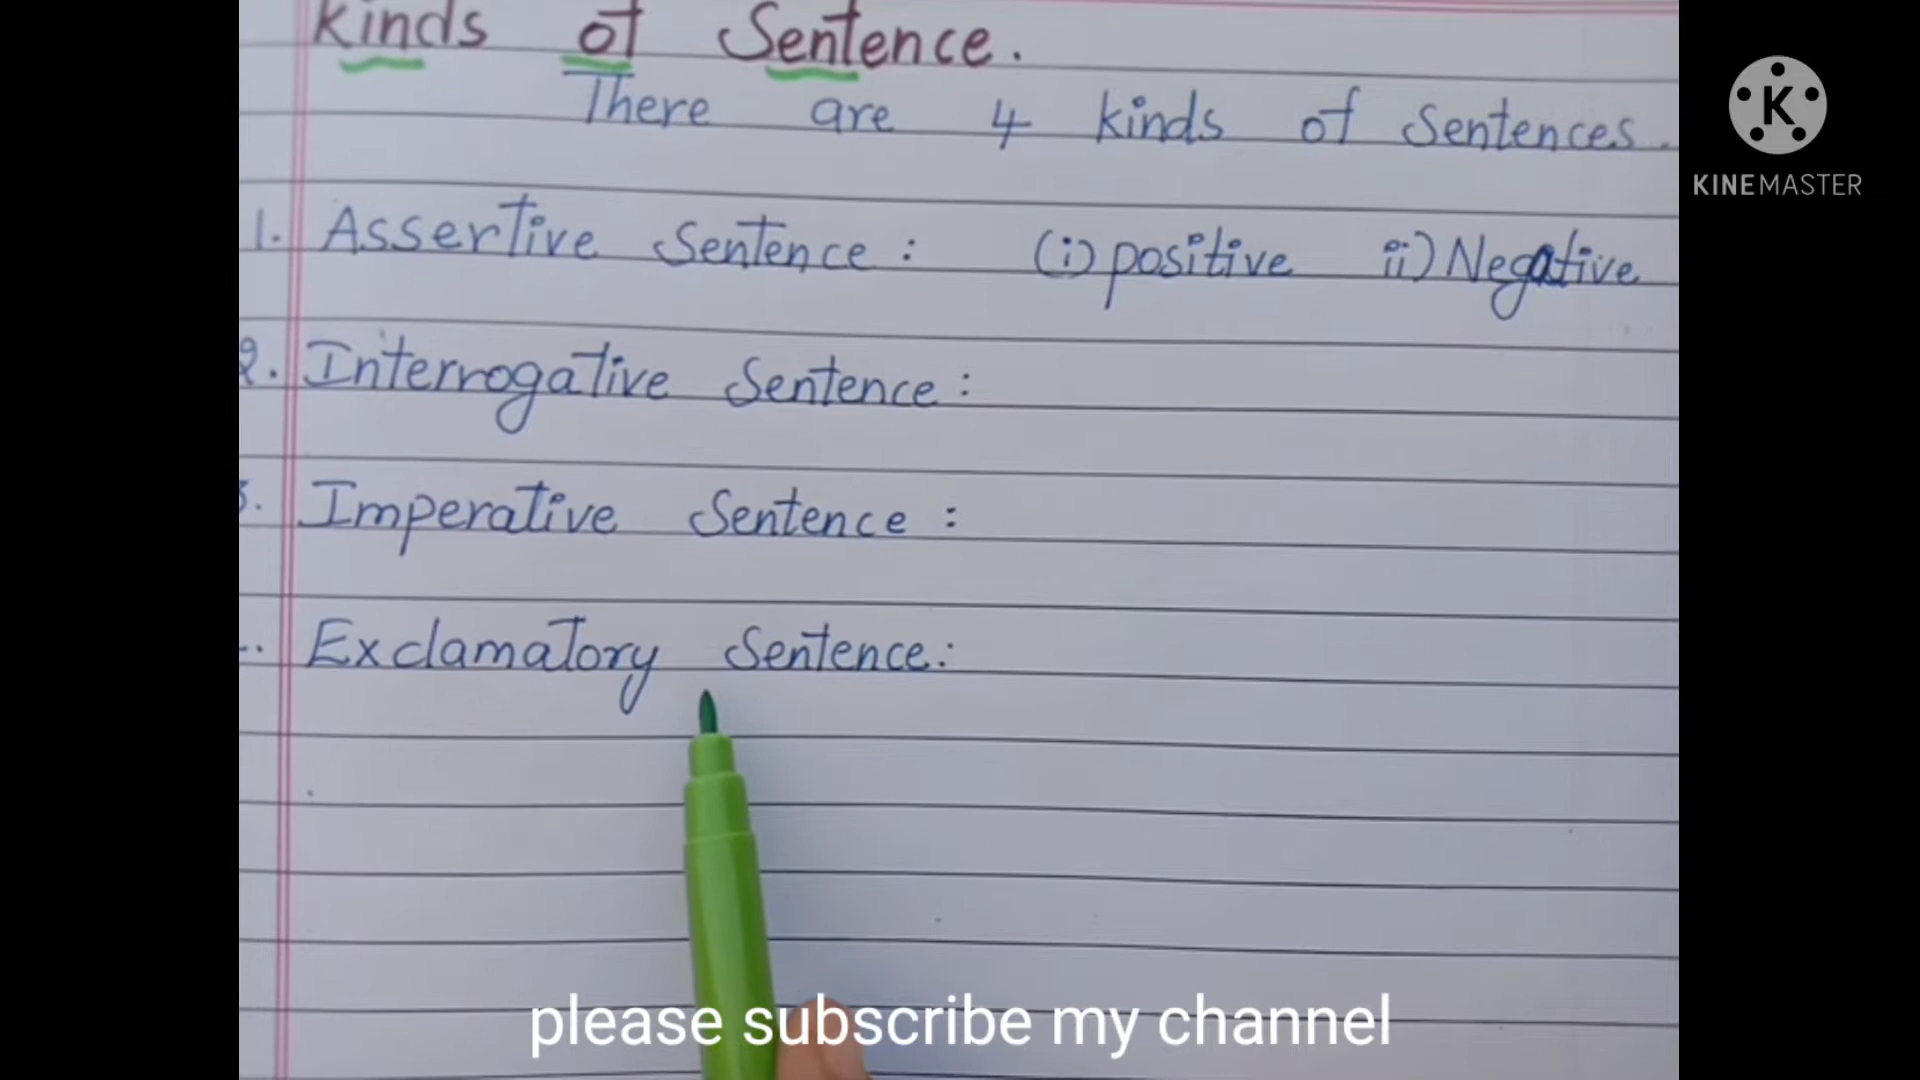 Kinds of Sentence.
There are 4 kinds of Sentences.
1. Assertive Sentence: (i) positive ii) Negative
2. Interrogative Sentence:
3. Imperative Sentence:
Exclamatory Sentence:
K
KINEMASTER
please subscribe my channel